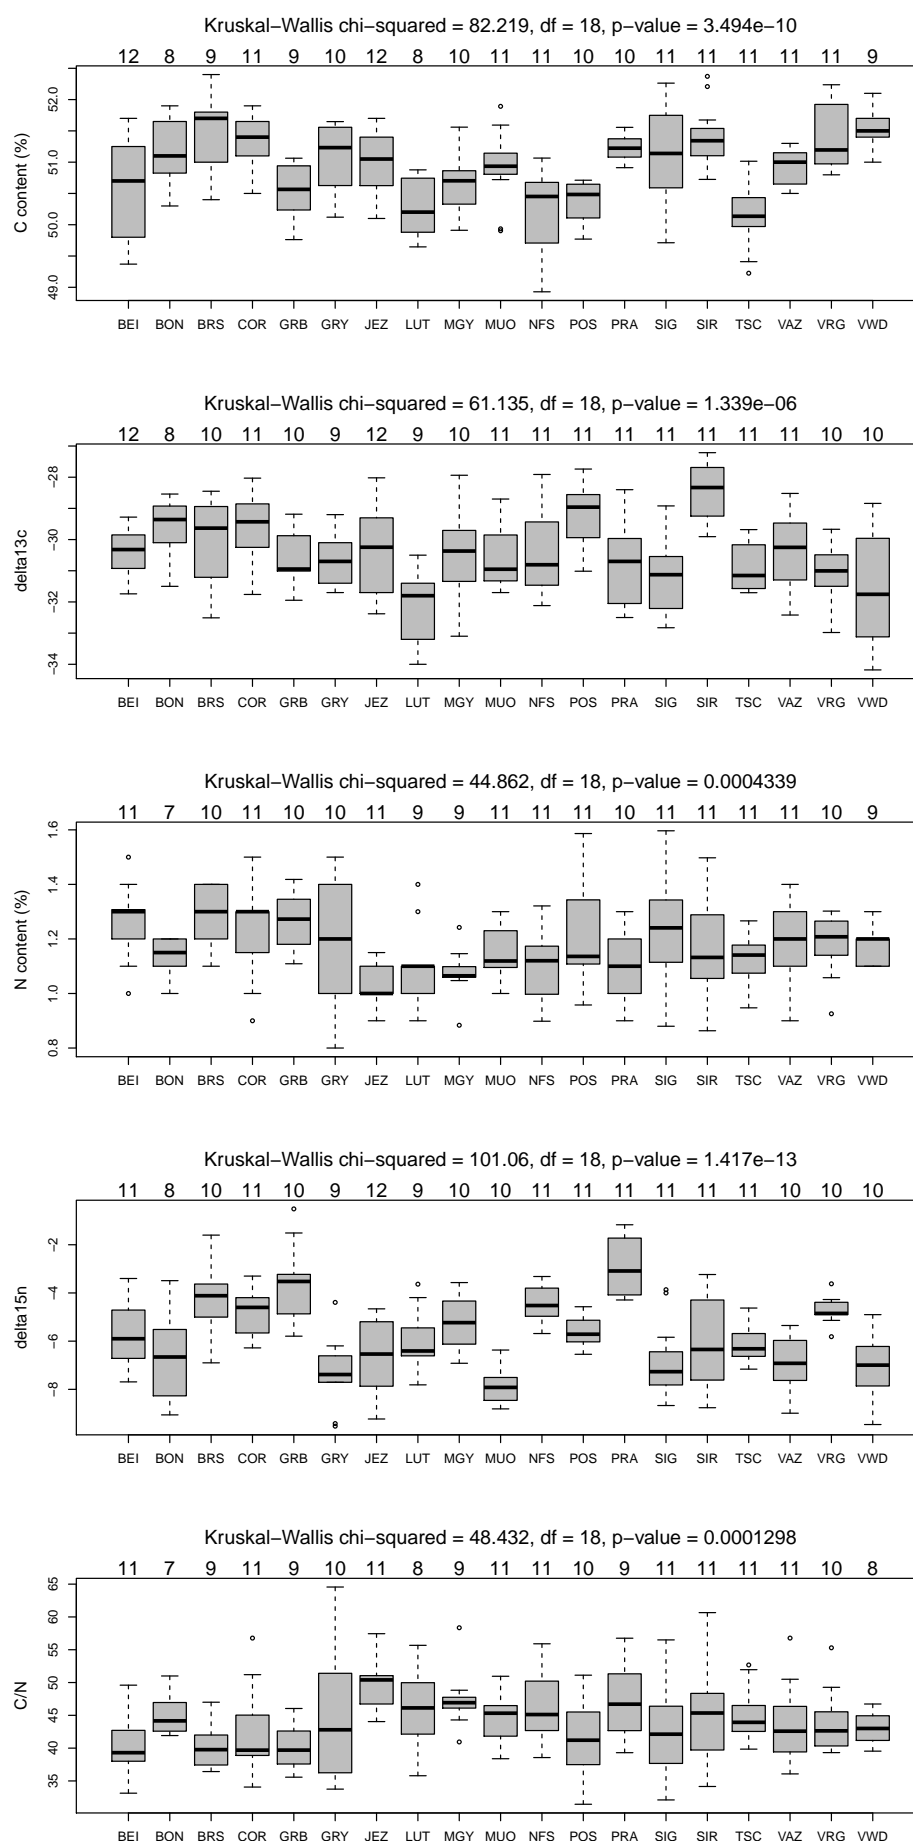 Kruskal−Wallis chi−squared = 82.219, df = 18, p−value = 3.494e−10
12 8 9 11 9 10 11 8 10 11 11 10 10 11 11 11 11 11 9
52.0
51.0
50.0
49.0
C content (%)
BEI BON BRS COR GRB GRY JEZ LUT MGY MUO NFS POS PRA SIG SIR TSC VAZ VRG VWD
Kruskal−Wallis chi−squared = 61.135, df = 18, p−value = 1.339e−06
12 8 10 11 10 9 12 9 10 11 11 11 11 11 11 11 11 10 10
−28
−30
−32
−34
delta13c
BEI BON BRS COR GRB GRY JEZ LUT MGY MUO NFS POS PRA SIG SIR TSC VAZ VRG VWD
Kruskal−Wallis chi−squared = 44.862, df = 18, p−value = 0.0004339
11 7 10 11 10 10 11 9 9 11 11 11 10 11 11 11 11 10 9
1.6
1.4
1.2
1.0
0.8
N content (%)
BEI BON BRS COR GRB GRY JEZ LUT MGY MUO NFS POS PRA SIG SIR TSC VAZ VRG VWD
Kruskal−Wallis chi−squared = 101.06, df = 18, p−value = 1.417e−13
11 8 10 11 10 9 12 9 10 10 11 11 11 11 11 11 10 10 10
−2
−4
−6
−8
delta15n
BEI BON BRS COR GRB GRY JEZ LUT MGY MUO NFS POS PRA SIG SIR TSC VAZ VRG VWD
Kruskal−Wallis chi−squared = 48.432, df = 18, p−value = 0.0001298
11 7 9 11 9 10 11 8 9 11 11 10 9 11 11 11 11 10 8
65
60
55
50
45
40
35
C/N
BEI BON BRS COR GRB GRY JEZ LUT MGY MUO NFS POS PRA SIG SIR TSC VAZ VRG VWD